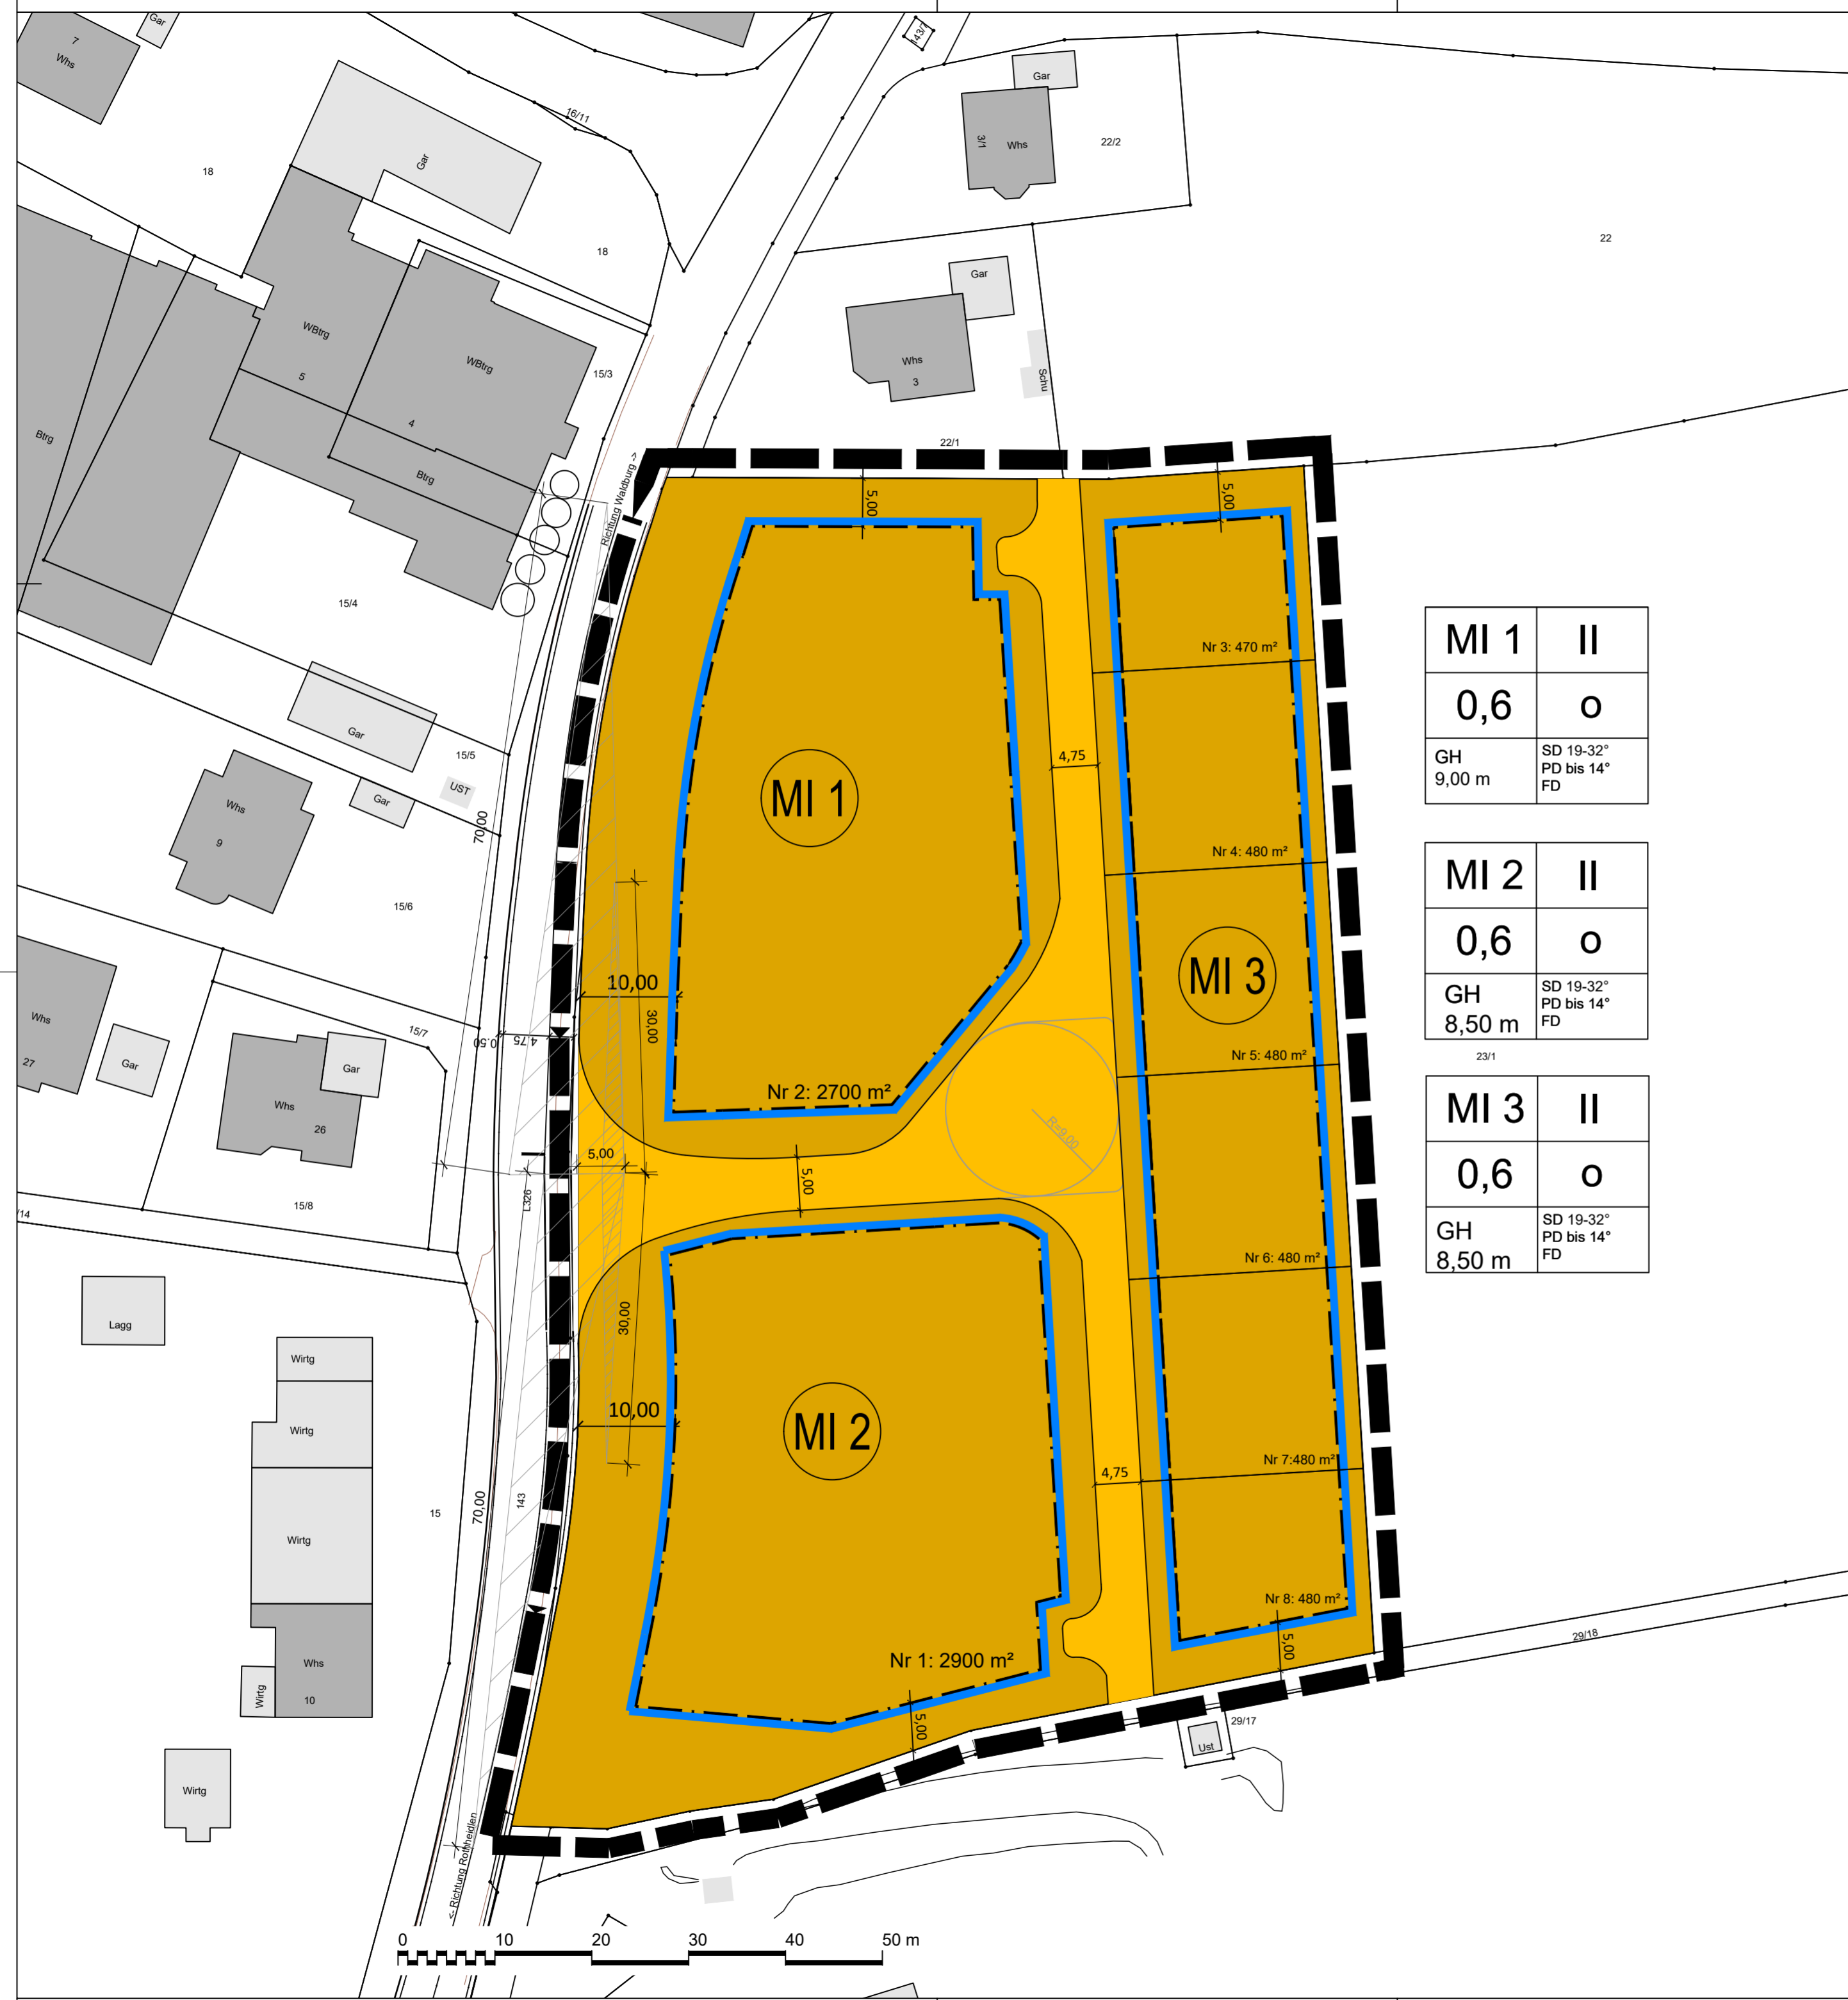 7
Whs
Gar
143/1
Gar
3/1
Whs
22/2
16/11
Gar
18
18
22
Gar
WBtrg
5
WBtrg
4
15/3
Whs
3
Schu
Btrg
Btrg
22/1
Richtung Waldburg ->
5,00
5,00
15/4
Nr 3: 470 m²
MI 1
II
0,6
o
GH
9,00 m
SD 19-32°
PD bis 14°
FD
Gar
15/5
UST
Gar
Whs
9
70,00
MI 1
4,75
Nr 4: 480 m²
MI 2
II
0,6
o
GH
8,50 m
SD 19-32°
PD bis 14°
FD
15/6
MI 3
10,00
30,00
Whs
27
Gar
15/7
0.50
4,75
Gar
Whs
26
Nr 5: 480 m²
23/1
Nr 2: 2700 m²
R=9,00
MI 3
II
0,6
o
GH
8,50 m
SD 19-32°
PD bis 14°
FD
5,00
5,00
L326
15/8
/14
Nr 6: 480 m²
Lagg
30,00
Wirtg
Wirtg
10,00
MI 2
Nr 7:480 m²
4,75
70,00
143
15
Wirtg
Nr 8: 480 m²
5,00
29/18
Nr 1: 2900 m²
Whs
10
Wirtg
5,00
29/17
Ust
Wirtg
<- Richtung Rotheidlen
0 10 20 30 40 50 m